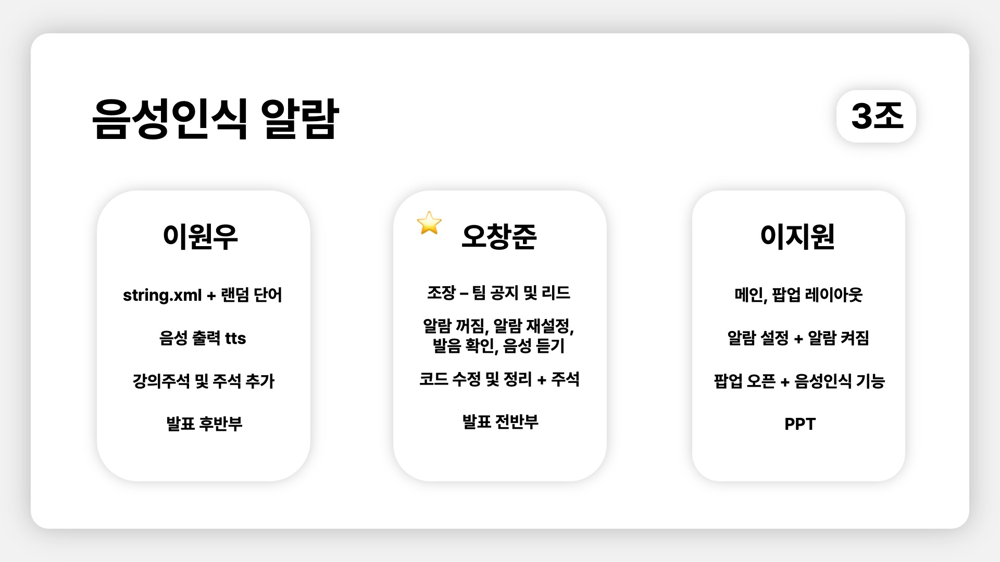 음성인식 알람
3조
이원우
string.xml + 랜덤 단어
음성 출력 tts
강의주석 및 주석 추가
발표 후반부
오창준
조장 – 팀 공지 및 리드
알람 꺼짐, 알람 재설정,
발음 확인, 음성 듣기
코드 수정 및 정리 + 주석
발표 전반부
이지원
메인, 팝업 레이아웃
알람 설정 + 알람 켜짐
팝업 오픈 + 음성인식 기능
PPT